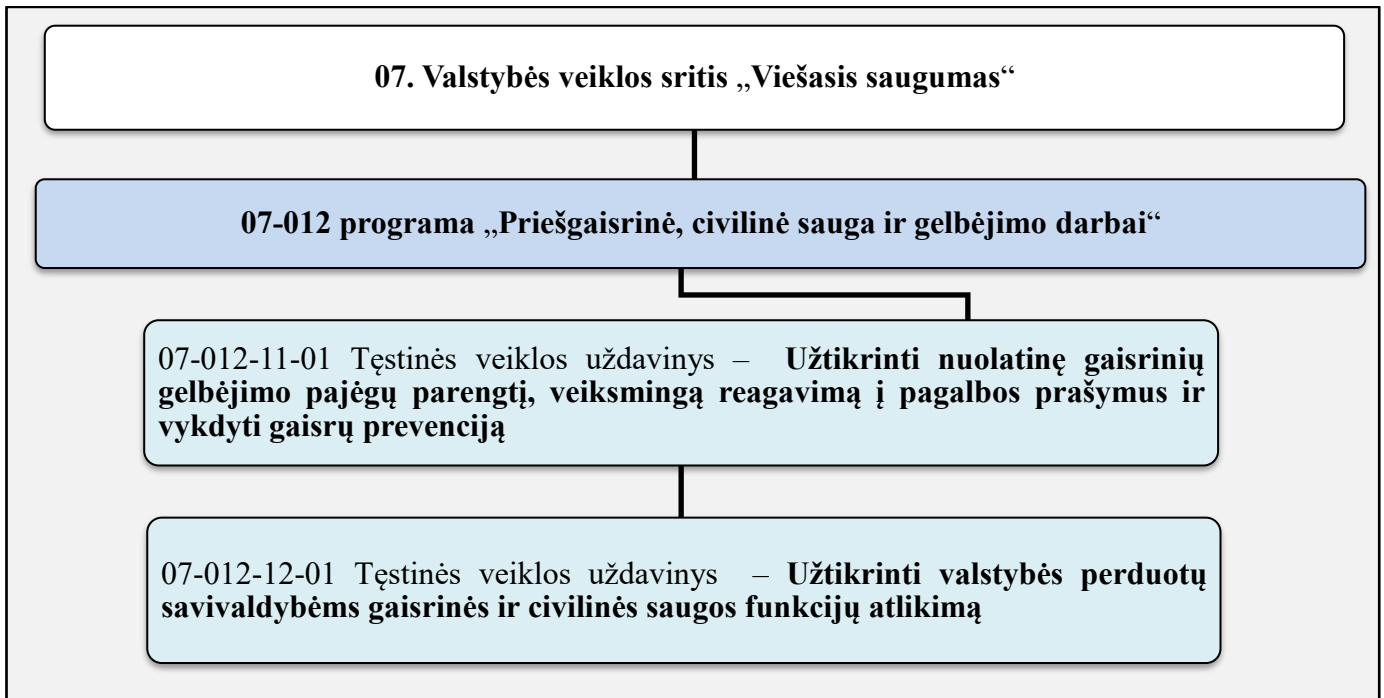 07. Valstybės veiklos sritis „Viešasis saugumas“
07-012 programa „Priešgaisrinė, civilinė sauga ir gelbėjimo darbai“
07-012-11-01 Tęstinės veiklos uždavinys – Užtikrinti nuolatinę gaisrinių
gelbėjimo pajėgų parengtį, veiksmingą reagavimą į pagalbos prašymus ir
vykdyti gaisrų prevenciją
07-012-12-01 Tęstinės veiklos uždavinys – Užtikrinti valstybės perduotų
savivaldybėms gaisrinės ir civilinės saugos funkcijų atlikimą